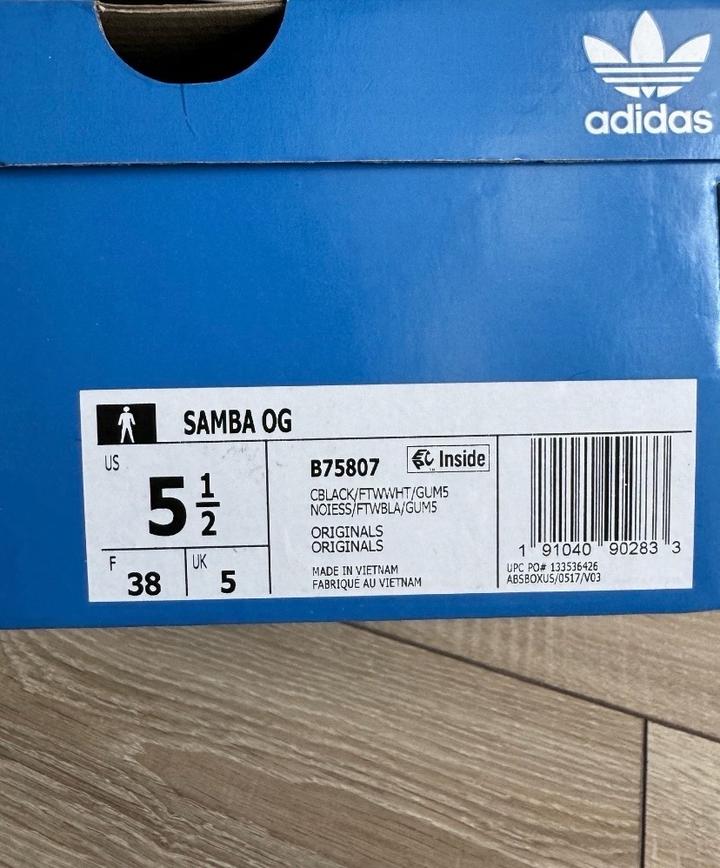 adidas
SAMBA OG
US
5 1/2
F
38
UK
5
B75807
Inside
CBLACK/FTWWHT/GUM5
NOIESS/FTWBLA/GUM5
ORIGINALS
ORIGINALS
MADE IN VIETNAM
FABRIQUÉ AU VIETNAM
1 91040 90283 3
UPC PO# 133536426
ABSBOXUS/0517/V03